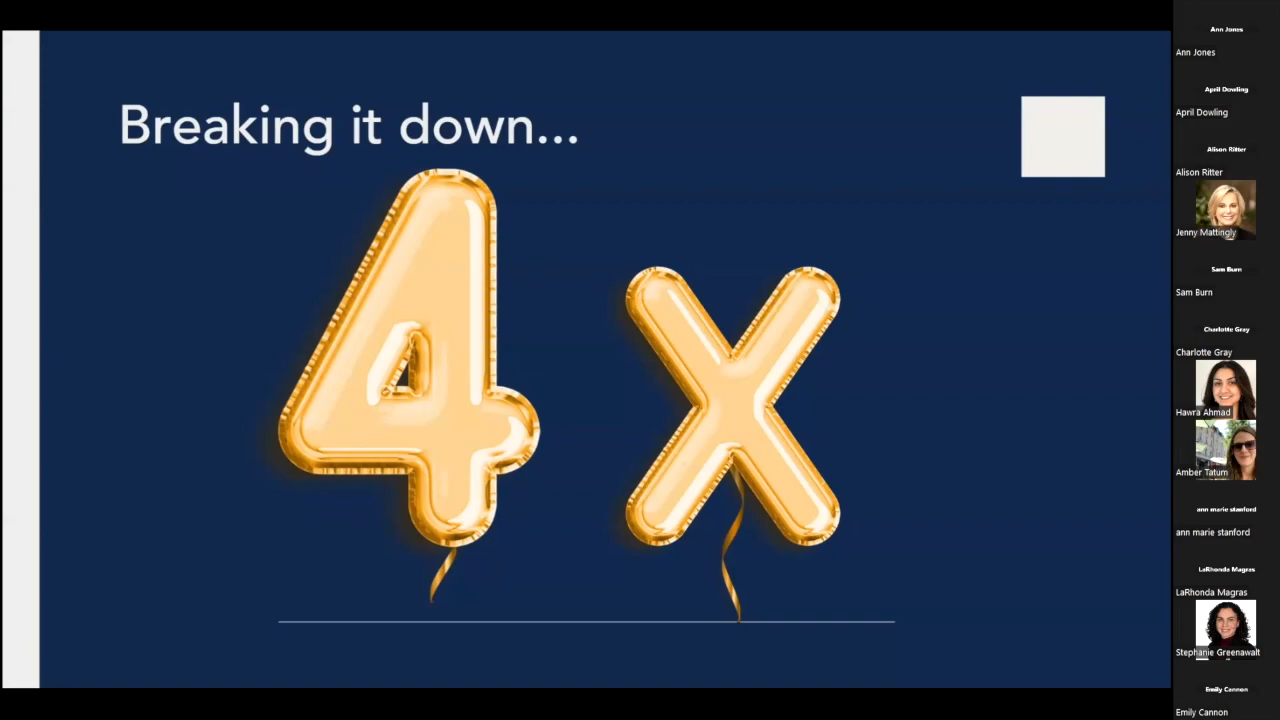 Breaking it down...
4 x
Ann Jones
Ann Jones
April Dowling
April Dowling
Alison Ritter
Alison Ritter
Jenny Mattingly
Sam Burn
Sam Burn
Charlotte Gray
Charlotte Gray
Hawra Ahmad
Amber Tatum
ann marie stanford
ann marie stanford
LaRhonda Magras
LaRhonda Magras
Stephanie Greenawalt
Emily Cannon
Emily Cannon